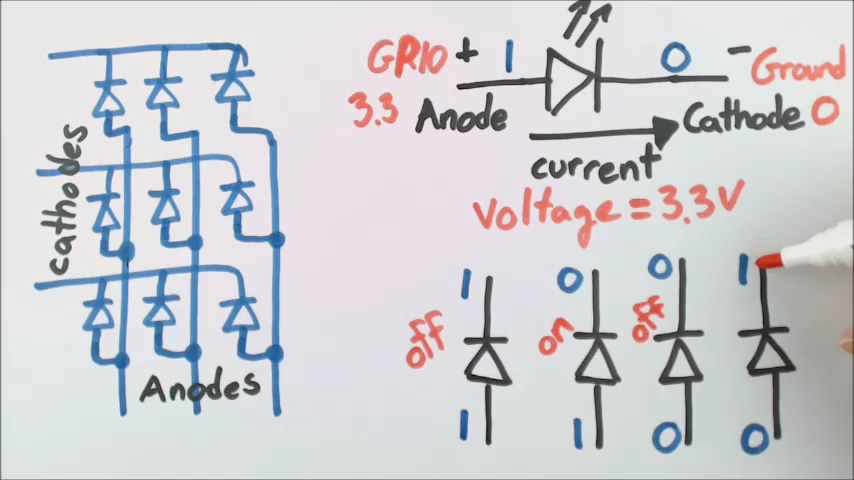 cathodes
Anodes
GPIO + 1 0 - Ground
3.3 Anode Cathode 0
current
Voltage = 3.3V
1 0 0 1
off on off
1 1 0 0